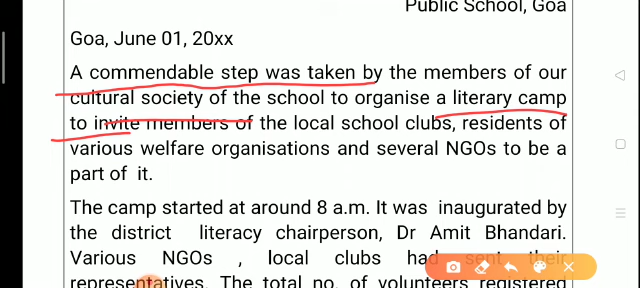 Public School, Goa
Goa, June 01, 20xx
A commendable step was taken by the members of our
cultural society of the school to organise a literary camp
to invite members of the local school clubs, residents of
various welfare organisations and several NGOs to be a
part of it.
The camp started at around 8 a.m. It was inaugurated by
the district literacy chairperson, Dr Amit Bhandari.
Various NGOs , local clubs had sent their
representatives. The total no. of volunteers registered